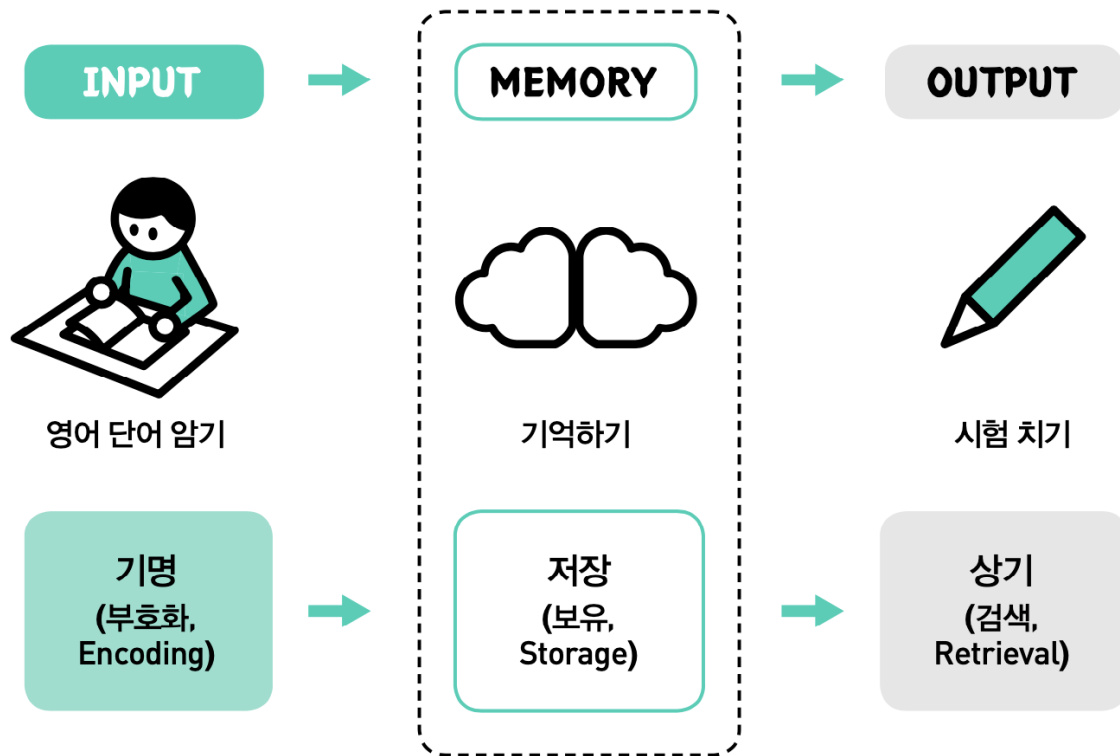 INPUT
MEMORY
OUTPUT
영어 단어 암기
기억하기
시험 치기
기명
(부호화,
Encoding)
저장
(보유,
Storage)
상기
(검색,
Retrieval)